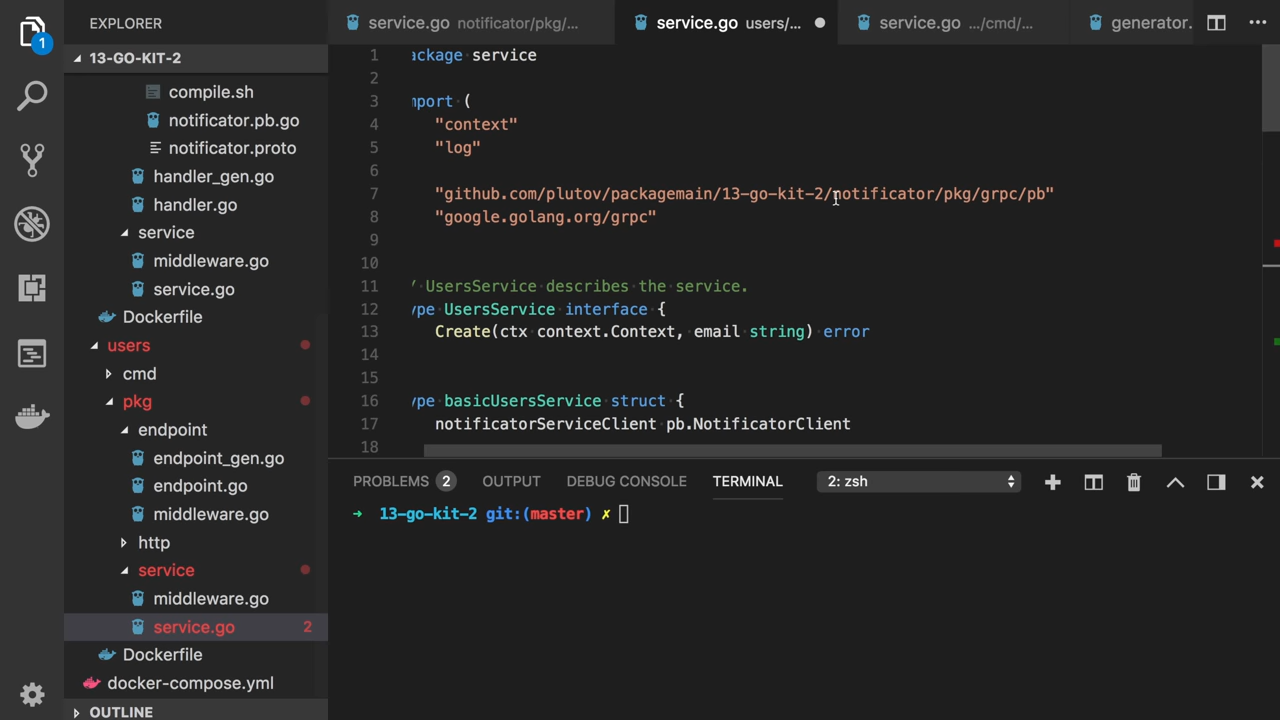 EXPLORER
1
13-GO-KIT-2
compile.sh
notificator.pb.go
notificator.proto
handler_gen.go
handler.go
service
middleware.go
service.go
Dockerfile
users
cmd
pkg
endpoint
endpoint_gen.go
endpoint.go
middleware.go
http
service
middleware.go
service.go 2
Dockerfile
docker-compose.yml
OUTLINE
service.go notificator/pkg/... service.go users/... service.go .../cmd/... generator.
1 ackage service
2
3 mport (
4 "context"
5 "log"
6
7 "github.com/plutov/packagemain/13-go-kit-2/notificator/pkg/grpc/pb"
8 "google.golang.org/grpc"
9
10
11 / UsersService describes the service.
12 ype UsersService interface {
13 Create(ctx context.Context, email string) error
14
15
16 ype basicUsersService struct {
17 notificatorServiceClient pb.NotificatorClient
18
PROBLEMS 2 OUTPUT DEBUG CONSOLE TERMINAL 2: zsh
➜ 13-go-kit-2 git:(master) ✗